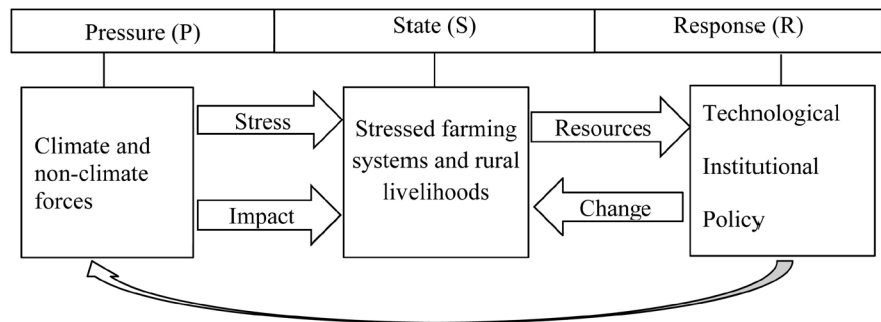 Pressure (P)
State (S)
Response (R)
Climate and
non-climate
forces
Stress
Impact
Stressed farming
systems and rural
livelihoods
Resources
Change
Technological
Institutional
Policy